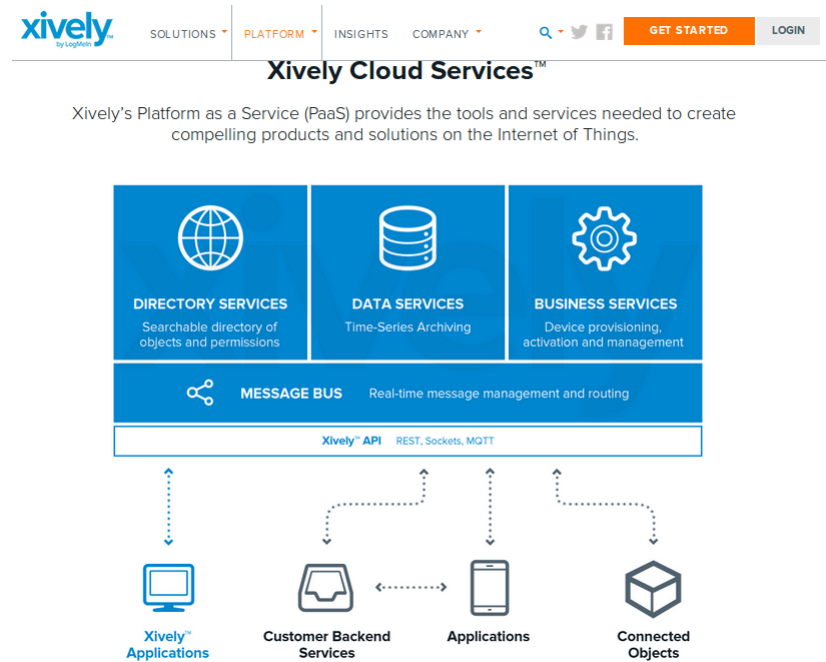 xively™
by LogMeIn
SOLUTIONS PLATFORM INSIGHTS COMPANY GET STARTED LOGIN
Xively Cloud Services™
Xively's Platform as a Service (PaaS) provides the tools and services needed to create
compelling products and solutions on the Internet of Things.
xively
DIRECTORY SERVICES
Searchable directory of
objects and permissions
DATA SERVICES
Time-Series Archiving
BUSINESS SERVICES
Device provisioning,
activation and management
MESSAGE BUS Real-time message management and routing
Xively™ API REST, Sockets, MQTT
Xively™
Applications
Customer Backend
Services
Applications
Connected
Objects